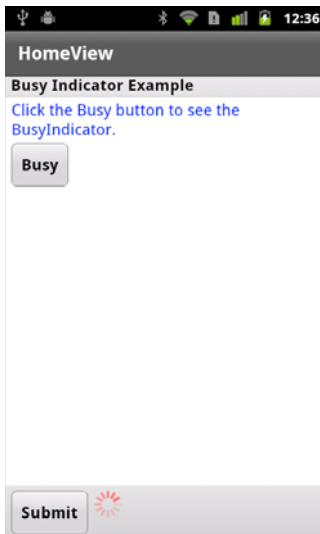 12:36
HomeView
Busy Indicator Example
Click the Busy button to see the
BusyIndicator.
Busy
Submit